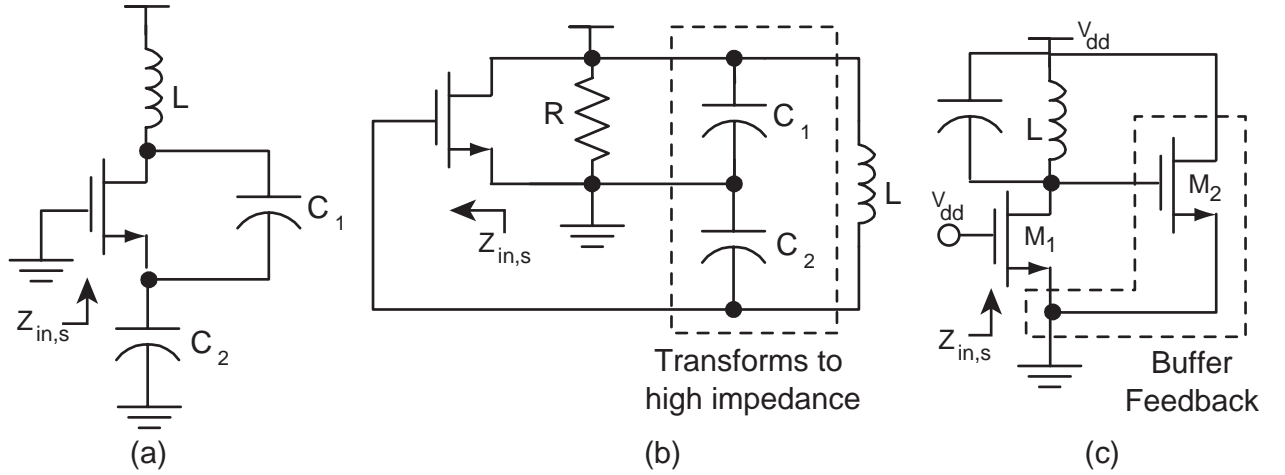 L
C1
Zin,s
C2
(a)
R
C1
C2
L
Zin,s
Transforms to
high impedance
(b)
Vdd
L
Vdd
M1
M2
Zin,s
Buffer
Feedback
(c)